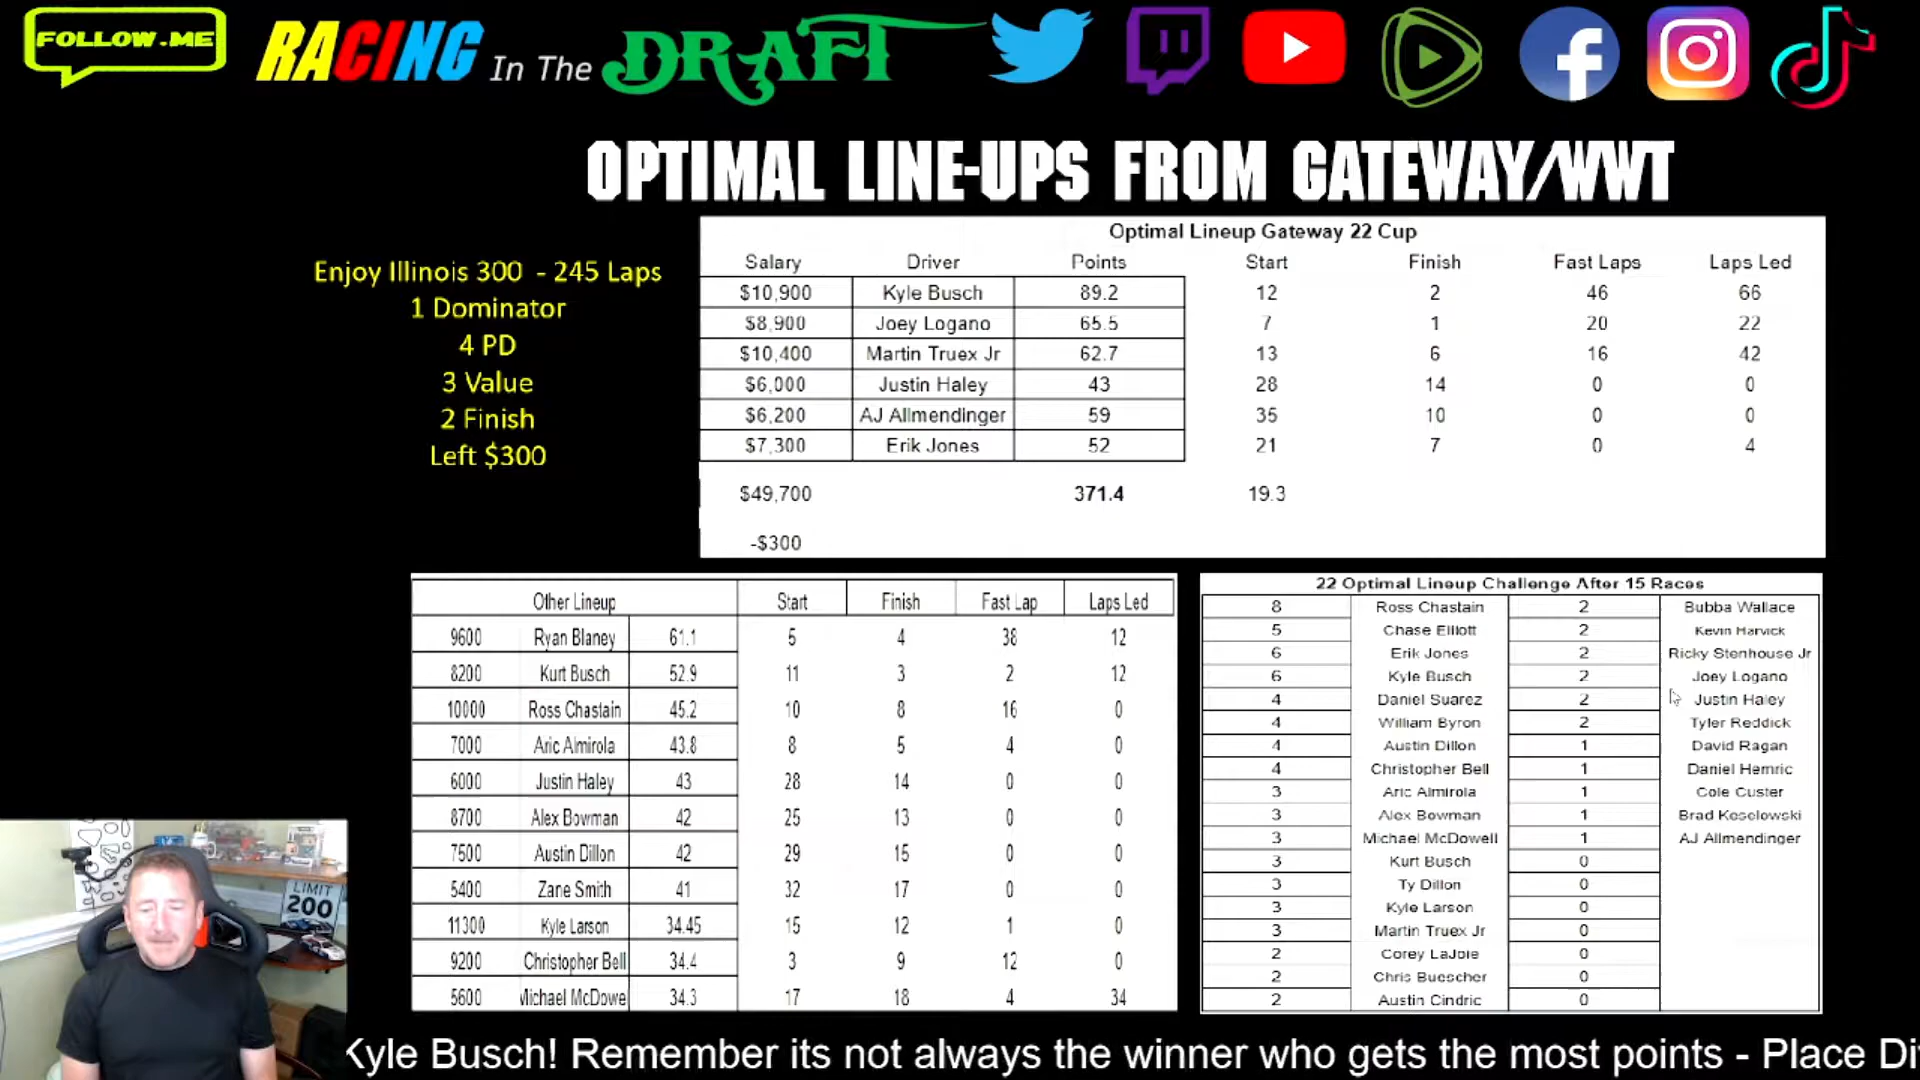 FOLLOW.ME
RACING In The DRAFT
OPTIMAL LINE-UPS FROM GATEWAY/WWT
Enjoy Illinois 300 - 245 Laps
1 Dominator
4 PD
3 Value
2 Finish
Left $300
Optimal Lineup Gateway 22 Cup
Salary Driver Points Start Finish Fast Laps Laps Led
$10,900 Kyle Busch 89.2 12 2 46 66
$8,900 Joey Logano 65.5 7 1 20 22
$10,400 Martin Truex Jr 62.7 13 6 16 42
$6,000 Justin Haley 43 28 14 0 0
$6,200 AJ Allmendinger 59 35 10 0 0
$7,300 Erik Jones 52 21 7 0 4
$49,700 371.4 19.3
-$300
Other Lineup Start Finish Fast Lap Laps Led
9600 Ryan Blaney 61.1 5 4 38 12
8200 Kurt Busch 52.9 11 3 2 12
10000 Ross Chastain 45.2 10 8 16 0
7000 Aric Almirola 43.8 8 5 4 0
6000 Justin Haley 43 28 14 0 0
8700 Alex Bowman 42 25 13 0 0
7500 Austin Dillon 42 29 15 0 0
5400 Zane Smith 41 32 17 0 0
11300 Kyle Larson 34.45 15 12 1 0
9200 Christopher Bell 34.4 3 9 12 0
5600 Michael McDowe 34.3 17 18 4 34
22 Optimal Lineup Challenge After 15 Races
8 Ross Chastain 2 Bubba Wallace
5 Chase Elliott 2 Kevin Harvick
6 Erik Jones 2 Ricky Stenhouse Jr
6 Kyle Busch 2 Joey Logano
4 Daniel Suarez 2 Justin Haley
4 William Byron 2 Tyler Reddick
4 Austin Dillon 1 David Ragan
4 Christopher Bell 1 Daniel Hemric
3 Aric Almirola 1 Cole Custer
3 Alex Bowman 1 Brad Keselowski
3 Michael McDowell 1 AJ Allmendinger
3 Kurt Busch 0
3 Ty Dillon 0
3 Kyle Larson 0
3 Martin Truex Jr 0
2 Corey LaJoie 0
2 Chris Buescher 0
2 Austin Cindric 0
LIMIT
200
Kyle Busch! Remember its not always the winner who gets the most points - Place Di